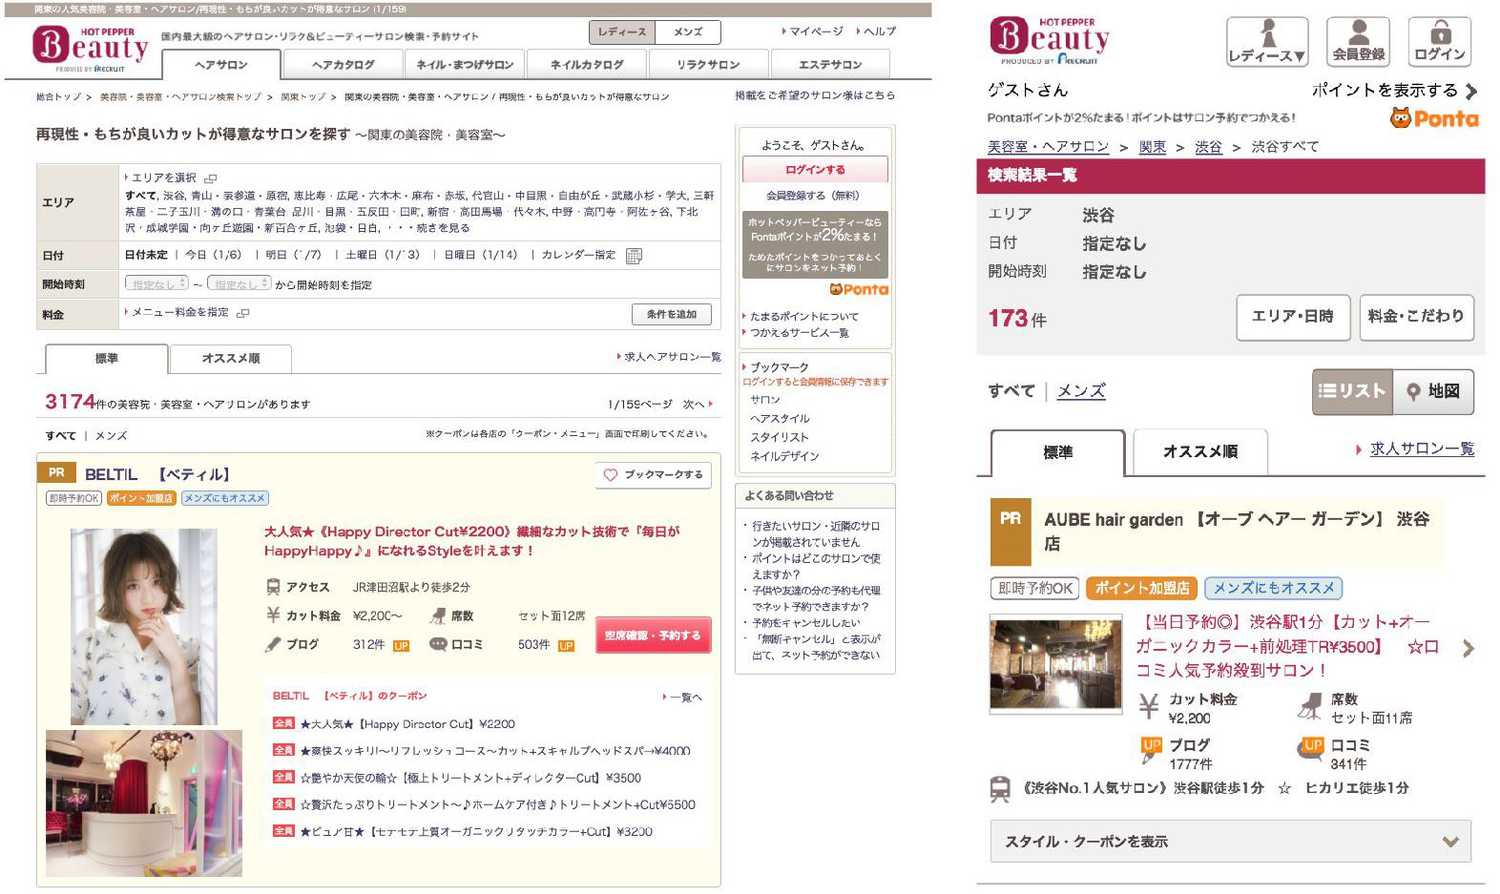 関東の人気美容院・美容室・ヘアサロン/再現性・もちが良いカットが得意なサロン (1/159)
HOT PEPPER
Beauty
PRODUCED BY RECRUIT
国内最大級のヘアサロン・リラク&ビューティーサロン検索・予約サイト
レディース メンズ
マイページ ヘルプ
ヘアサロン ヘアカタログ ネイル・まつげサロン ネイルカタログ リラクサロン エステサロン
総合トップ > 美容院・美容室・ヘアサロン検索トップ > 関東トップ > 関東の美容院・美容室・ヘアサロン / 再現性・もちが良いカットが得意なサロン
掲載をご希望のサロン様はこちら
再現性・もちが良いカットが得意なサロンを探す ～関東の美容院・美容室～
エリア
エリアを選択
すべて, 渋谷, 青山・表参道・原宿, 恵比寿・広尾・六本木・麻布・赤坂, 代官山・中目黒・自由が丘・武蔵小杉・学大, 三軒
茶屋・二子玉川・溝の口・青葉台, 品川・目黒・五反田・田町, 新宿・高田馬場・代々木, 中野・高円寺・阿佐ヶ谷, 下北
沢・成城学園・向ヶ丘遊園・新百合ヶ丘, 池袋・目白, ・・・続きを見る
日付 日付未定 | 今日（1/6） | 明日（1/7） | 土曜日（1/13） | 日曜日（1/14） | カレンダー指定
開始時刻 指定なし ～ 指定なし から開始時刻を指定
料金 メニュー料金を指定 条件を追加
標準 オススメ順 求人ヘアサロン一覧
3174件の美容院・美容室・ヘアサロンがあります 1/159ページ 次へ
すべて | メンズ ※クーポンは各店の「クーポン・メニュー」画面で印刷してください。
PR BELTIL 【ベティル】 ブックマークする
即時予約OK ポイント加盟店 メンズにもオススメ
大人気★《Happy Director Cut¥2200》繊細なカット技術で『毎日が
HappyHappy♪』になれるStyleを叶えます！
アクセス JR津田沼駅より徒歩2分
カット料金 ¥2,200～ 席数 セット面12席
ブログ 312件 UP 口コミ 503件 UP
空席確認・予約する
BELTIL 【ベティル】のクーポン 一覧へ
全員 ★大人気★【Happy Director Cut】¥2200
全員 ★爽快スッキリ!～リフレッシュコース～カット+スキャルプヘッドスパ→¥4000
全員 ☆艶やか天使の輪☆【極上トリートメント+ディレクターCut】¥3500
全員 ☆贅沢たっぷりトリートメント～♪ホームケア付き♪トリートメント+Cut¥5500
全員 ★ピュア甘★【モテモテ上質オーガニックリタッチカラー+Cut】¥3200
ようこそ、ゲストさん。
ログインする
会員登録する（無料）
ホットペッパービューティーなら
Pontaポイントが2%たまる！
ためたポイントをつかっておとく
にサロンをネット予約！
Ponta
たまるポイントについて
つかえるサービス一覧
ブックマーク
ログインすると会員情報に保存できます
サロン
ヘアスタイル
スタイリスト
ネイルデザイン
よくある問い合わせ
・行きたいサロン・近隣のサロ
ンが掲載されていません
・ポイントはどこのサロンで使
えますか？
・子供や友達の分の予約も代理
でネット予約できますか？
・予約をキャンセルしたい
・「無断キャンセル」と表示が
出て、ネット予約ができない
HOT PEPPER
Beauty
PRODUCED BY RECRUIT
レディース▼ 会員登録 ログイン
ゲストさん ポイントを表示する
Pontaポイントが2%たまる！ポイントはサロン予約でつかえる！ Ponta
美容室・ヘアサロン > 関東 > 渋谷 > 渋谷すべて
検索結果一覧
エリア 渋谷
日付 指定なし
開始時刻 指定なし
173件 エリア・日時 料金・こだわり
すべて | メンズ リスト 地図
標準 オススメ順 求人サロン一覧
PR AUBE hair garden 【オーブ ヘアー ガーデン】 渋谷
店
即時予約OK ポイント加盟店 メンズにもオススメ
【当日予約◎】渋谷駅1分【カット+オー
ガニックカラー+前処理TR¥3500】 ☆口
コミ人気予約殺到サロン！
カット料金 席数
¥2,200 セット面11席
UP ブログ UP 口コミ
1777件 341件
《渋谷No.1人気サロン》渋谷駅徒歩1分 ☆ ヒカリエ徒歩1分
スタイル・クーポンを表示